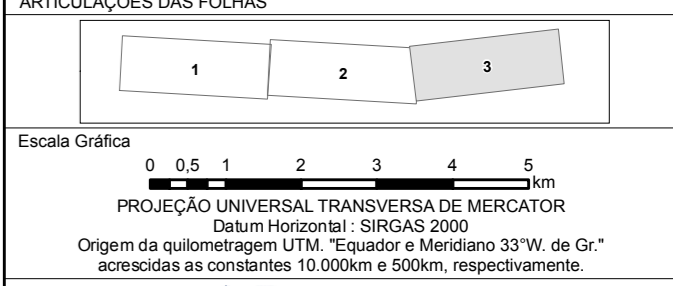 ARTICULAÇÕES DAS FOLHAS
1 2 3
Escala Gráfica
0 0,5 1 2 3 4 5
km
PROJEÇÃO UNIVERSAL TRANSVERSA DE MERCATOR
Datum Horizontal : SIRGAS 2000
Origem da quilometragem UTM. "Equador e Meridiano 33°W. de Gr."
acrescidas as constantes 10.000km e 500km, respectivamente.